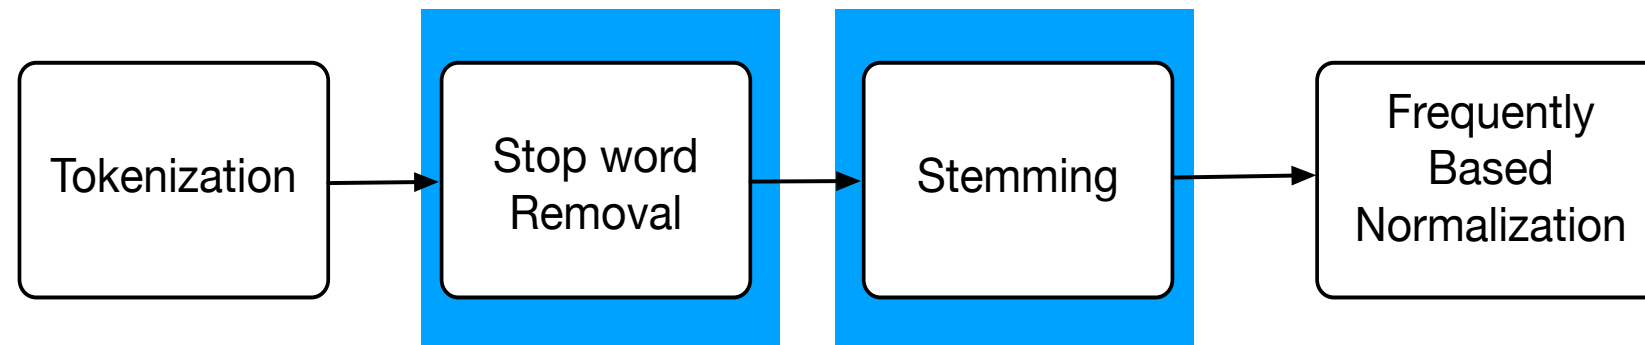 Tokenization
Stop word
Removal
Stemming
Frequently
Based
Normalization